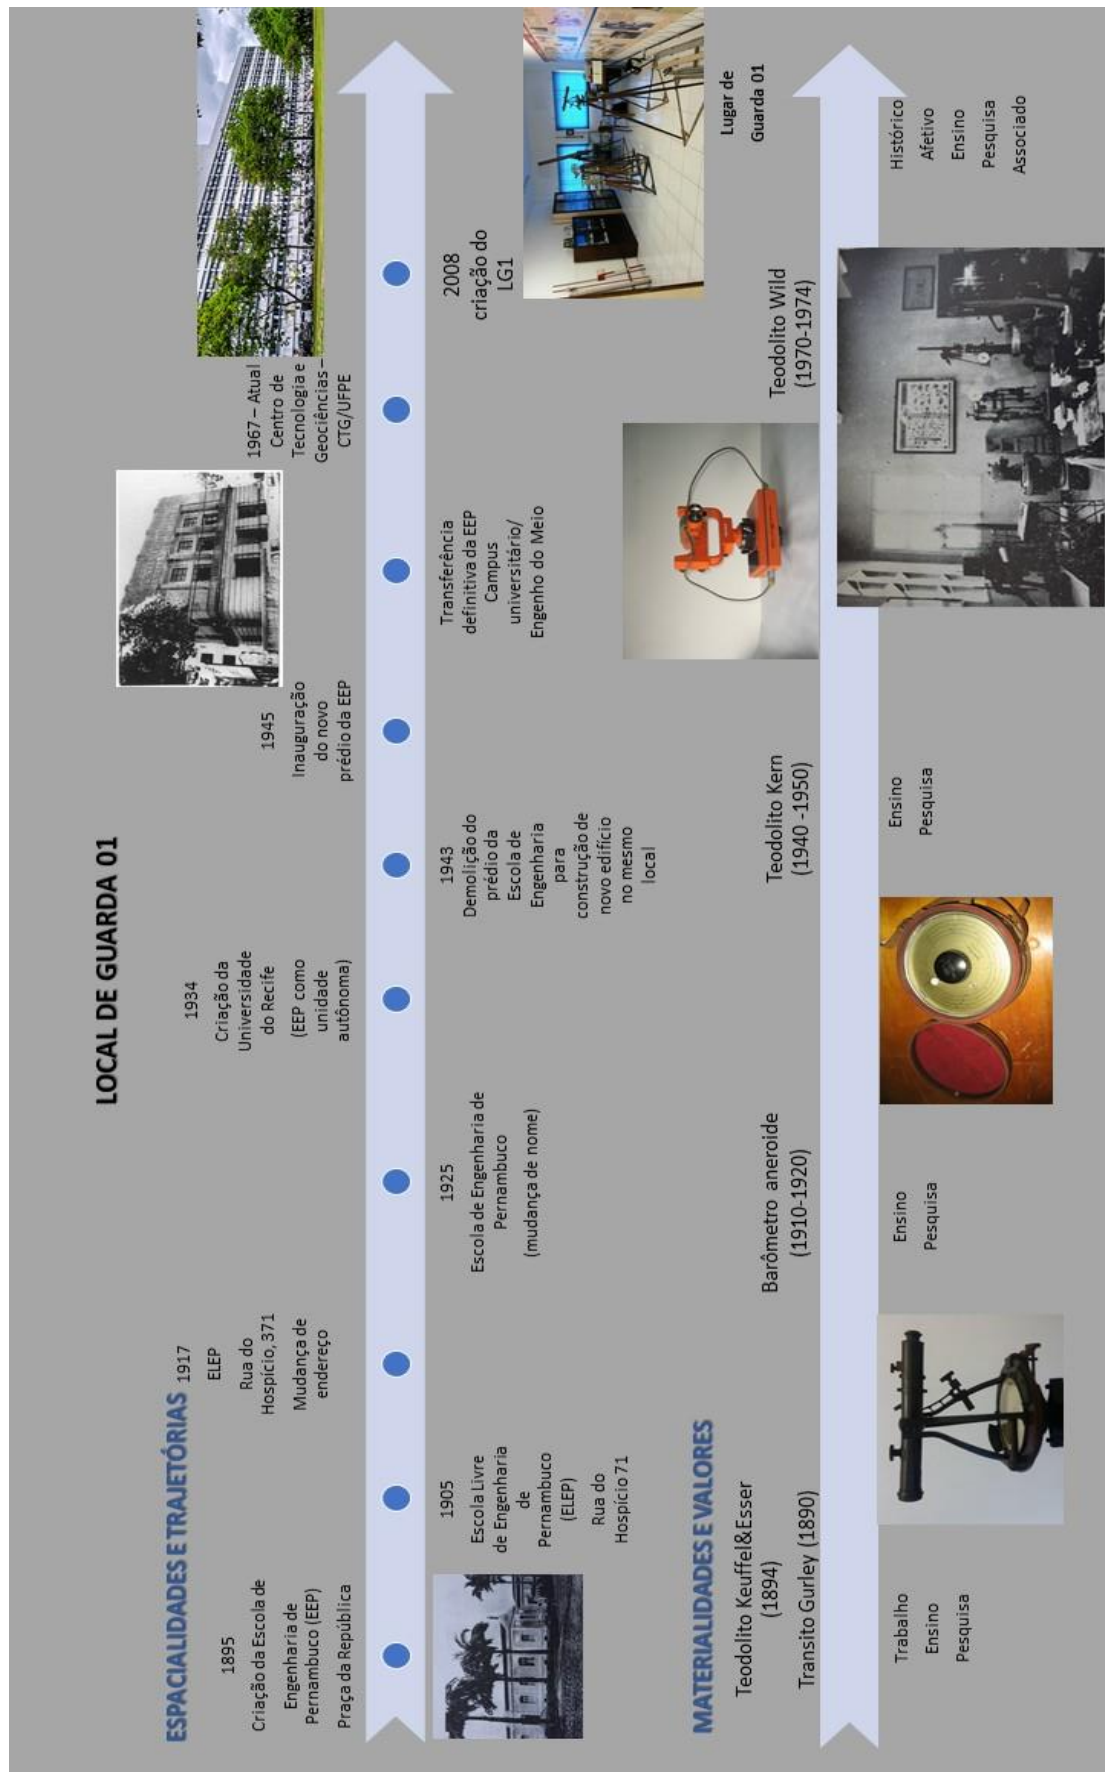 LOCAL DE GUARDA 01
ESPACIALIDADES E TRAJETÓRIAS
1895
Criação da Escola de
Engenharia de
Pernambuco (EEP)
Praça da República
1905
Escola Livre
de Engenharia
de
Pernambuco
(ELEP)
Rua do
Hospício 71
1917
ELEP
Rua do
Hospício, 371
Mudança de
endereço
1925
Escola de Engenharia de
Pernambuco
(mudança de nome)
1934
Criação da
Universidade
do Recife
(EEP como
unidade
autônoma)
1943
Demolição do
prédio da
Escola de
Engenharia
para
construção de
novo edifício
no mesmo
local
1945
Inauguração
do novo
prédio da EEP
Transferência
definitiva da EEP
Campus
universitário/
Engenho do Meio
1967 – Atual
Centro de
Tecnologia e
Geociências –
CTG/UFPE
2008
criação do
LG1
MATERIALIDADES E VALORES
Teodolito Keuffel&Esser
(1894)
Transito Gurley (1890)
Trabalho
Ensino
Pesquisa
Barômetro aneroide
(1910-1920)
Ensino
Pesquisa
Teodolito Kern
(1940 -1950)
Ensino
Pesquisa
Teodolito Wild
(1970-1974)
Lugar de
Guarda 01
Histórico
Afetivo
Ensino
Pesquisa
Associado